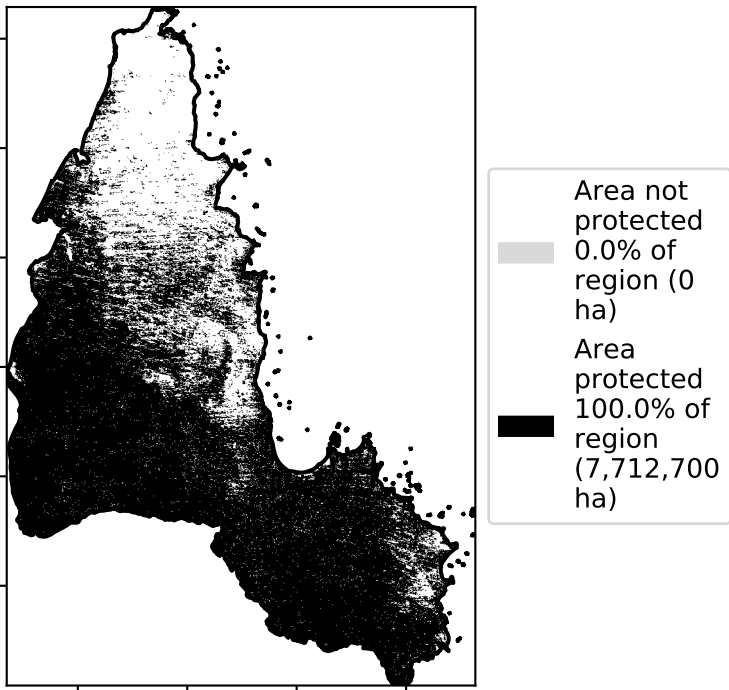 Area not
protected
0.0% of
region (0
ha)
Area
protected
100.0% of
region
(7,712,700
ha)